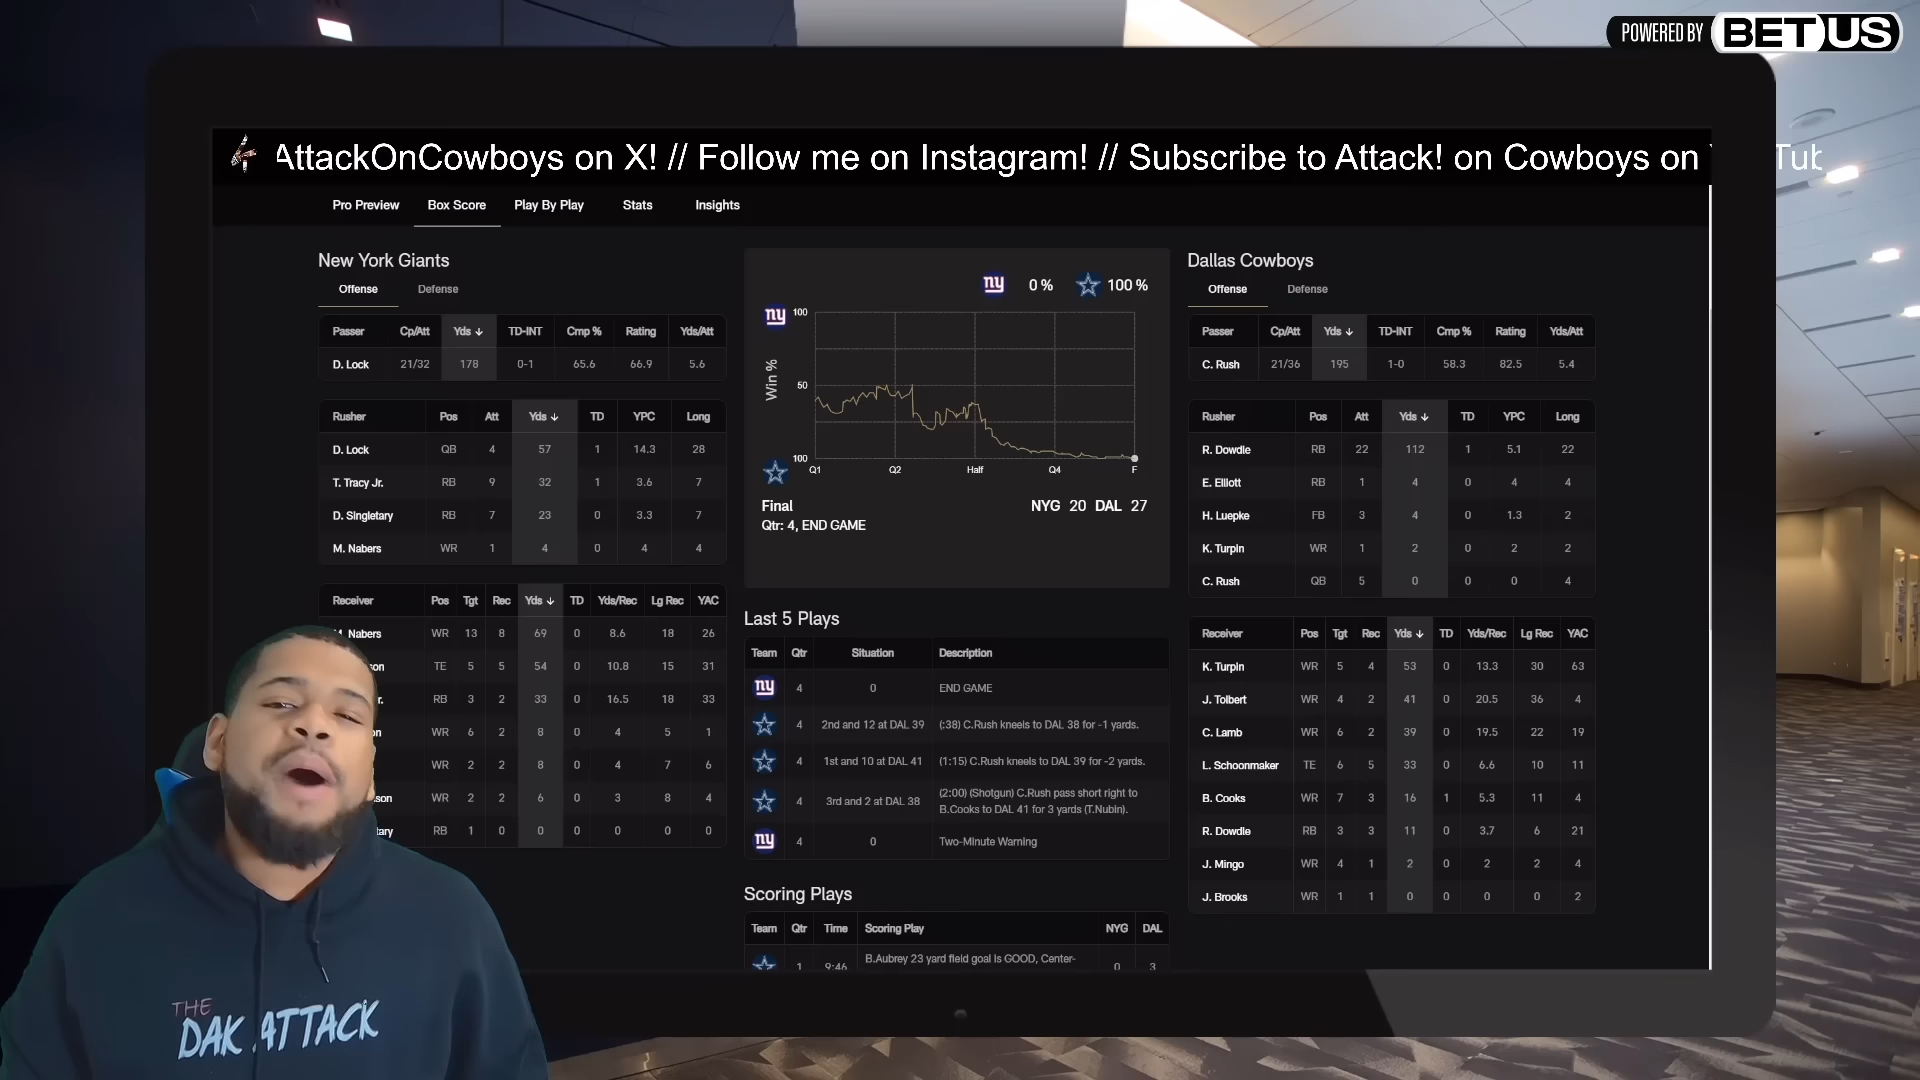 POWERED BY BETUS
AttackOnCowboys on X! // Follow me on Instagram! // Subscribe to Attack! on Cowboys on
Pro Preview Box Score Play By Play Stats Insights
New York Giants
Offense Defense
Passer Cp/Att Yds ↓ TD-INT Cmp % Rating Yds/Att
D. Lock 21/32 178 0-1 65.6 66.9 5.6
Rusher Pos Att Yds ↓ TD YPC Long
D. Lock QB 4 57 1 14.3 28
T. Tracy Jr. RB 9 32 1 3.6 7
D. Singletary RB 7 23 0 3.3 7
M. Nabers WR 1 4 0 4 4
Receiver Pos Tgt Rec Yds ↓ TD Yds/Rec Lg Rec YAC
Nabers WR 13 8 69 0 8.6 18 26
TE 5 5 54 0 10.8 15 31
RB 3 2 33 0 16.5 18 33
WR 6 2 8 0 4 5 1
WR 2 2 8 0 4 7 6
WR 2 2 6 0 3 8 4
RB 1 0 0 0 0 0 0
ny 0 % 100 %
ny 100
Win %
50
100
Q1 Q2 Half Q4 F
Final NYG 20 DAL 27
Qtr: 4, END GAME
Last 5 Plays
Team Qtr Situation Description
ny 4 0 END GAME
4 2nd and 12 at DAL 39 (:38) C.Rush kneels to DAL 38 for -1 yards.
4 1st and 10 at DAL 41 (1:15) C.Rush kneels to DAL 39 for -2 yards.
4 3rd and 2 at DAL 38 (2:00) (Shotgun) C.Rush pass short right to
B.Cooks to DAL 41 for 3 yards (T.Nubin).
ny 4 0 Two-Minute Warning
Scoring Plays
Team Qtr Time Scoring Play NYG DAL
1 9:46 B.Aubrey 23 yard field goal is GOOD, Center- 0 3
Dallas Cowboys
Offense Defense
Passer Cp/Att Yds ↓ TD-INT Cmp % Rating Yds/Att
C. Rush 21/36 195 1-0 58.3 82.5 5.4
Rusher Pos Att Yds ↓ TD YPC Long
R. Dowdle RB 22 112 1 5.1 22
E. Elliott RB 1 4 0 4 4
H. Luepke FB 3 4 0 1.3 2
K. Turpin WR 1 2 0 2 2
C. Rush QB 5 0 0 0 4
Receiver Pos Tgt Rec Yds ↓ TD Yds/Rec Lg Rec YAC
K. Turpin WR 5 4 53 0 13.3 30 63
J. Tolbert WR 4 2 41 0 20.5 36 4
C. Lamb WR 6 2 39 0 19.5 22 19
L. Schoonmaker TE 6 5 33 0 6.6 10 11
B. Cooks WR 7 3 16 1 5.3 11 4
R. Dowdle RB 3 3 11 0 3.7 6 21
J. Mingo WR 4 1 2 0 2 2 4
J. Brooks WR 1 1 0 0 0 0 2
THE
DAK ATTACK